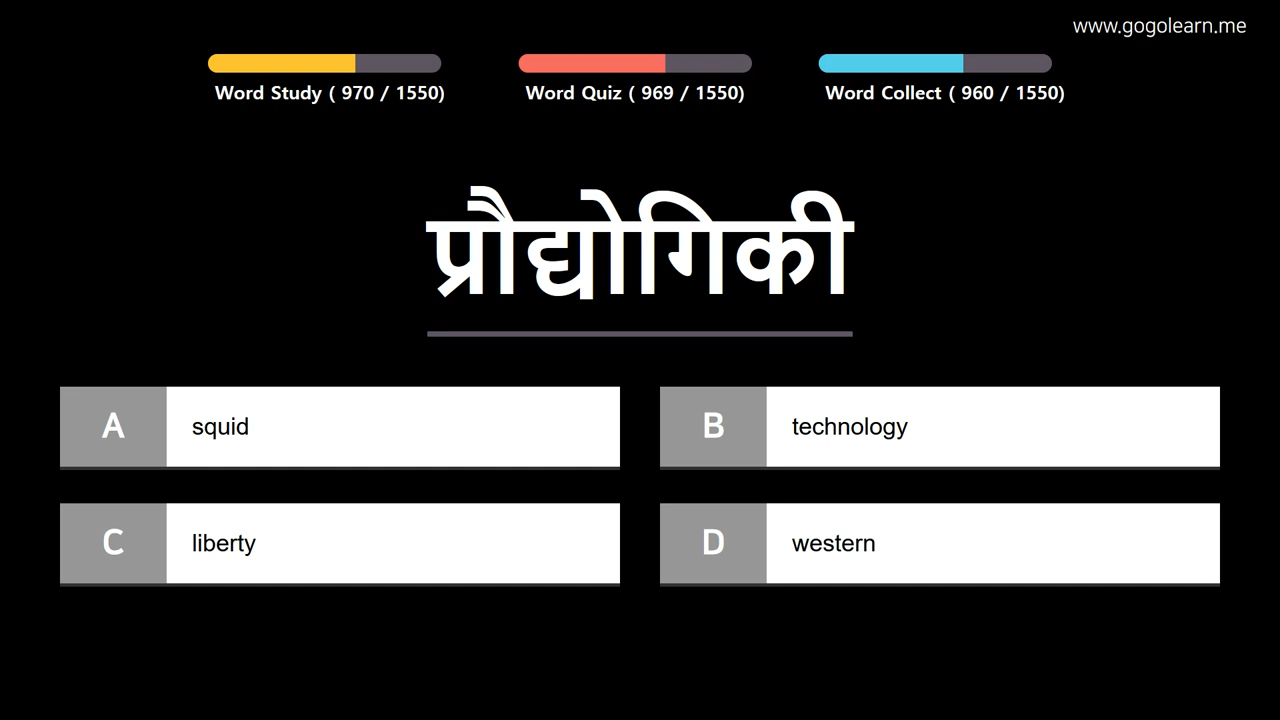 www.gogolearn.me
Word Study ( 970 / 1550)
Word Quiz ( 969 / 1550)
Word Collect ( 960 / 1550)
प्रौद्योगिकी
A squid
B technology
C liberty
D western